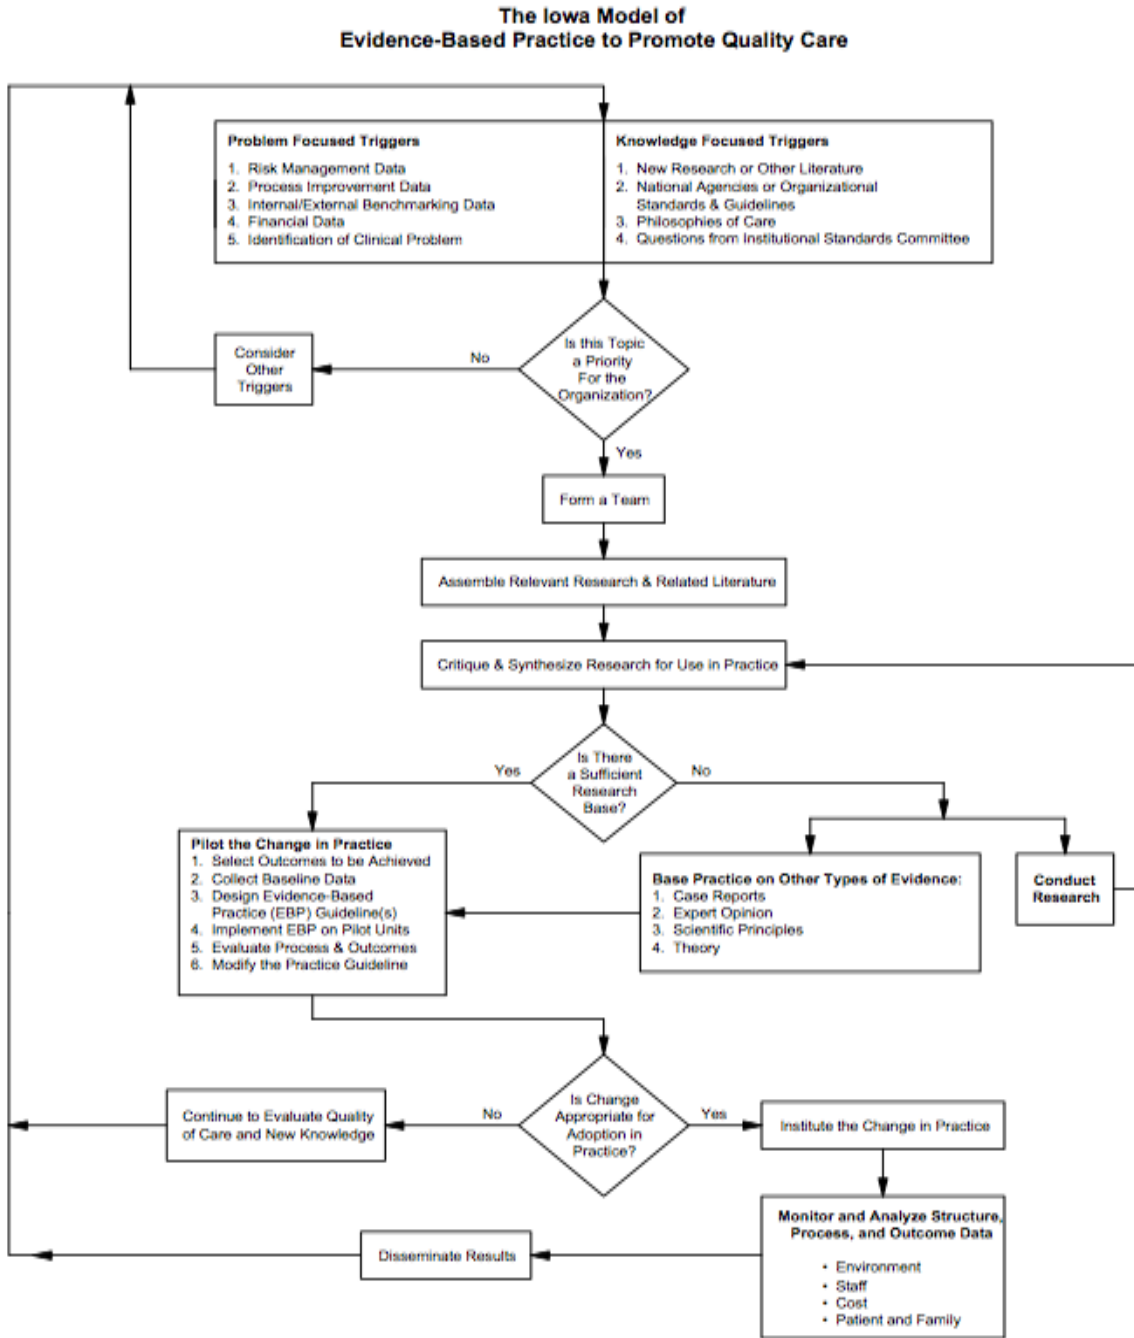 The Iowa Model of
Evidence-Based Practice to Promote Quality Care
Problem Focused Triggers
1. Risk Management Data
2. Process Improvement Data
3. Internal/External Benchmarking Data
4. Financial Data
5. Identification of Clinical Problem
Knowledge Focused Triggers
1. New Research or Other Literature
2. National Agencies or Organizational
Standards & Guidelines
3. Philosophies of Care
4. Questions from Institutional Standards Committee
Consider
Other
Triggers
No
Is this Topic
a Priority
For the
Organization?
Yes
Form a Team
Assemble Relevant Research & Related Literature
Critique & Synthesize Research for Use in Practice
Yes
Is There
a Sufficient
Research
Base?
No
Pilot the Change in Practice
1. Select Outcomes to be Achieved
2. Collect Baseline Data
3. Design Evidence-Based
Practice (EBP) Guideline(s)
4. Implement EBP on Pilot Units
5. Evaluate Process & Outcomes
6. Modify the Practice Guideline
Base Practice on Other Types of Evidence:
1. Case Reports
2. Expert Opinion
3. Scientific Principles
4. Theory
Conduct
Research
Continue to Evaluate Quality
of Care and New Knowledge
No
Is Change
Appropriate for
Adoption in
Practice?
Yes
Institute the Change in Practice
Monitor and Analyze Structure,
Process, and Outcome Data
• Environment
• Staff
• Cost
• Patient and Family
Disseminate Results